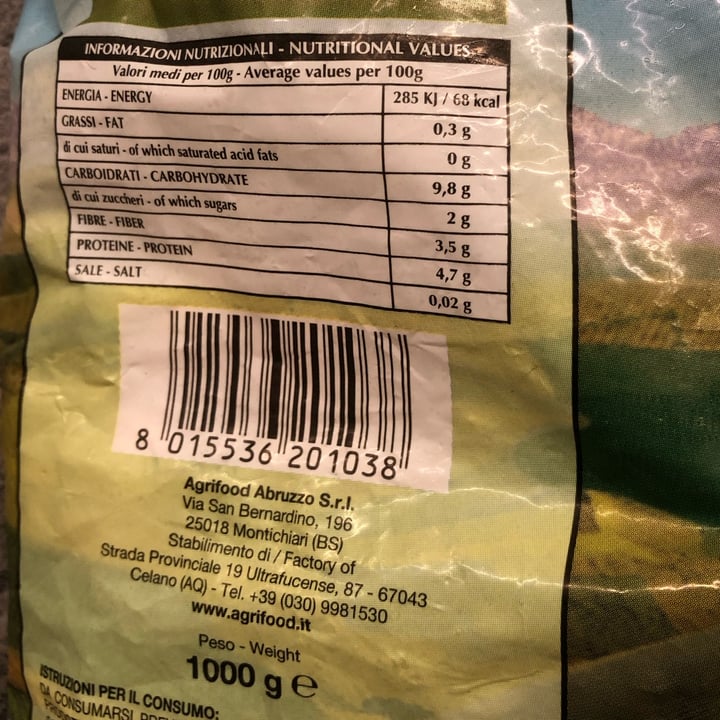 INFORMAZIONI NUTRIZIONALI - NUTRITIONAL VALUES
Valori medi per 100g - Average values per 100g
ENERGIA - ENERGY 285 KJ / 68 kcal
GRASSI - FAT 0,3 g
di cui saturi - of which saturated acid fats 0 g
CARBOIDRATI - CARBOHYDRATE 9,8 g
di cui zuccheri - of which sugars 2 g
FIBRE - FIBER 3,5 g
PROTEINE - PROTEIN 4,7 g
SALE - SALT 0,02 g
8 015536 201038
Agrifood Abruzzo S.r.l.
Via San Bernardino, 196
25018 Montichiari (BS)
Stabilimento di / Factory of
Strada Provinciale 19 Ultrafucense, 87 - 67043
Celano (AQ) - Tel. +39 (030) 9981530
www.agrifood.it
Peso - Weight
1000 g e
ISTRUZIONI PER IL CONSUMO:
DA CONSUMARSI